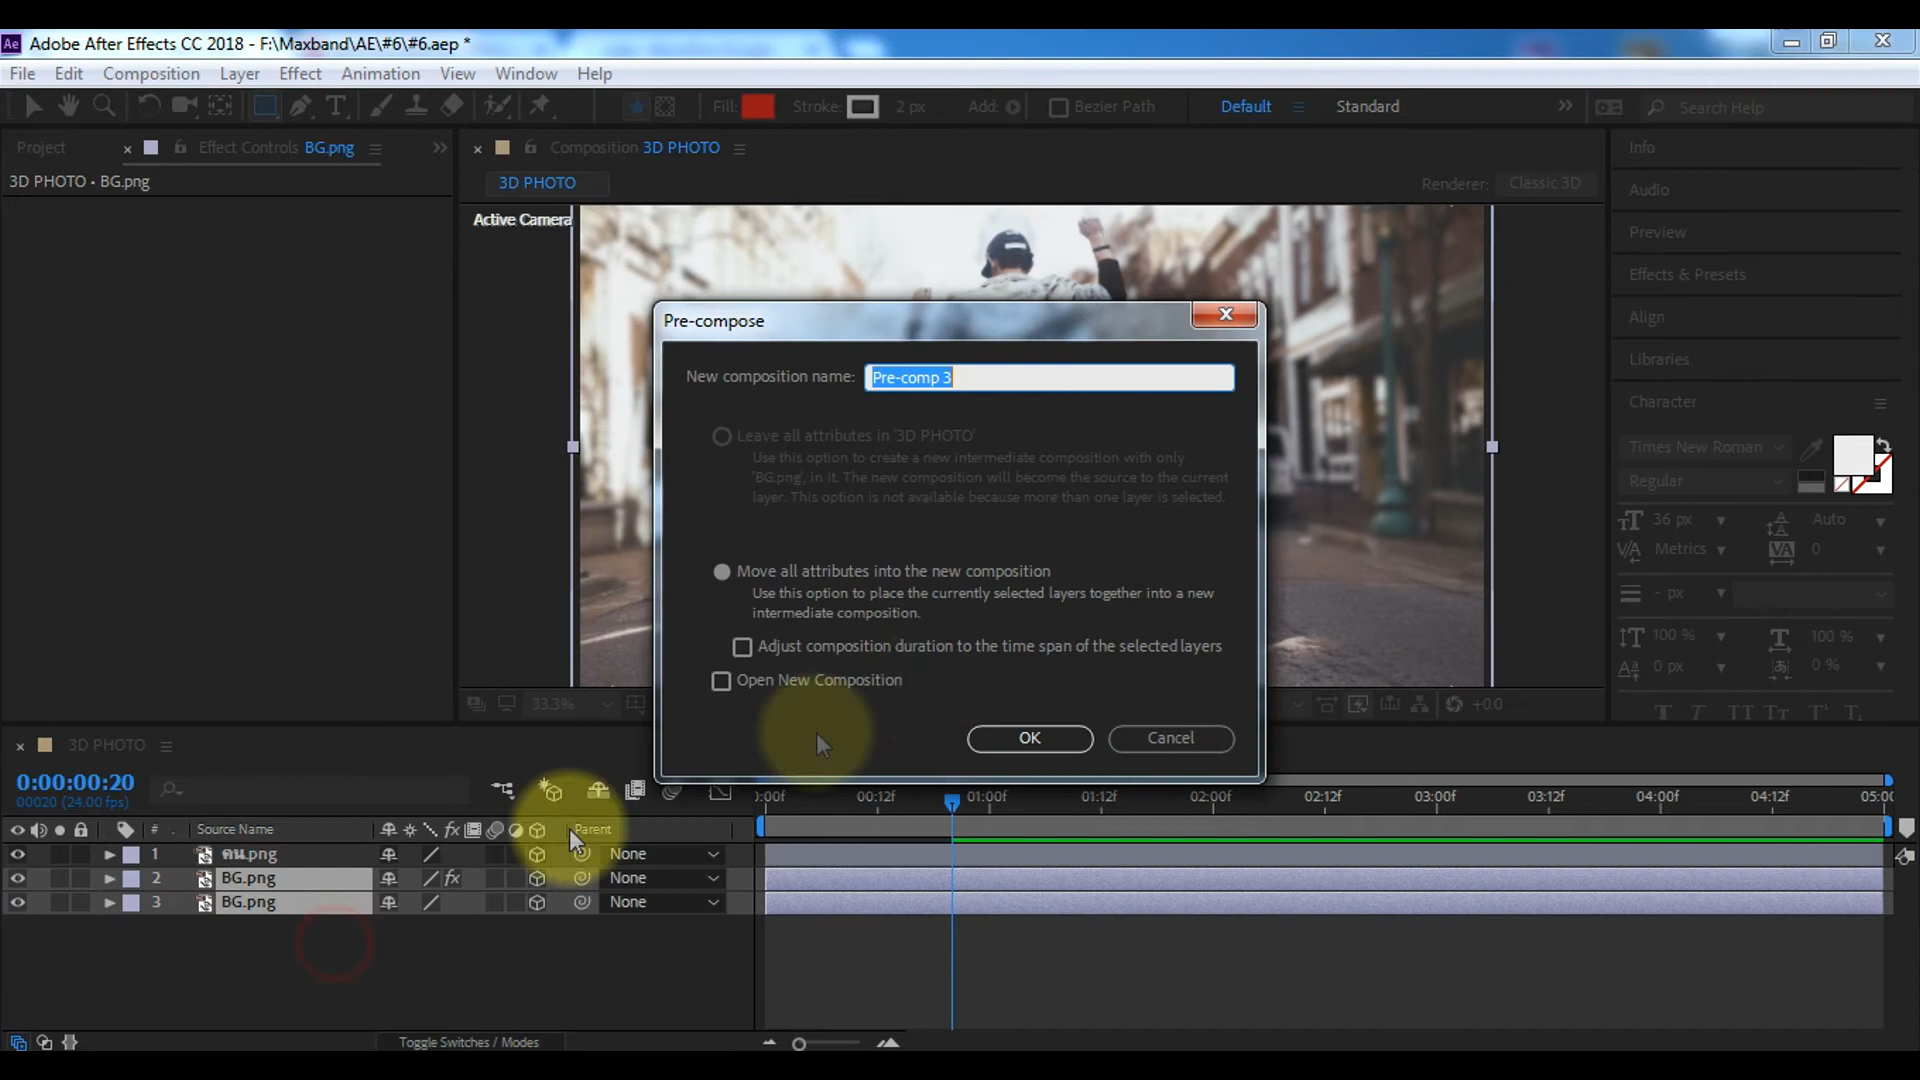 Adobe After Effects CC 2018 - F:\Maxband\AE\#6\#6.aep *
File Edit Composition Layer Effect Animation View Window Help
Fill: Stroke: 2 px Add: Bezier Path Default Standard Search Help
Project Effect Controls BG.png Composition 3D PHOTO Info
3D PHOTO • BG.png
3D PHOTO
Renderer: Classic 3D
Active Camera
Audio
Preview
Effects & Presets
Align
Libraries
Character
Times New Roman
Regular
36 px Auto
Metrics 0
- px
100 % 100 %
0 px 0 %
Pre-compose
New composition name: Pre-comp 3
Leave all attributes in '3D PHOTO'
Use this option to create a new intermediate composition with only
'BG.png', in it. The new composition will become the source to the current
layer. This option is not available because more than one layer is selected.
Move all attributes into the new composition
Use this option to place the currently selected layers together into a new
intermediate composition.
Adjust composition duration to the time span of the selected layers
Open New Composition
OK Cancel
33.3% +0.0
3D PHOTO
0:00:00:20
00020 (24.00 fps)
:00f 00:12f 01:00f 01:12f 02:00f 02:12f 03:00f 03:12f 04:00f 04:12f 05:00
# Source Name Parent
1 คน.png None
2 BG.png None
3 BG.png None
Toggle Switches / Modes